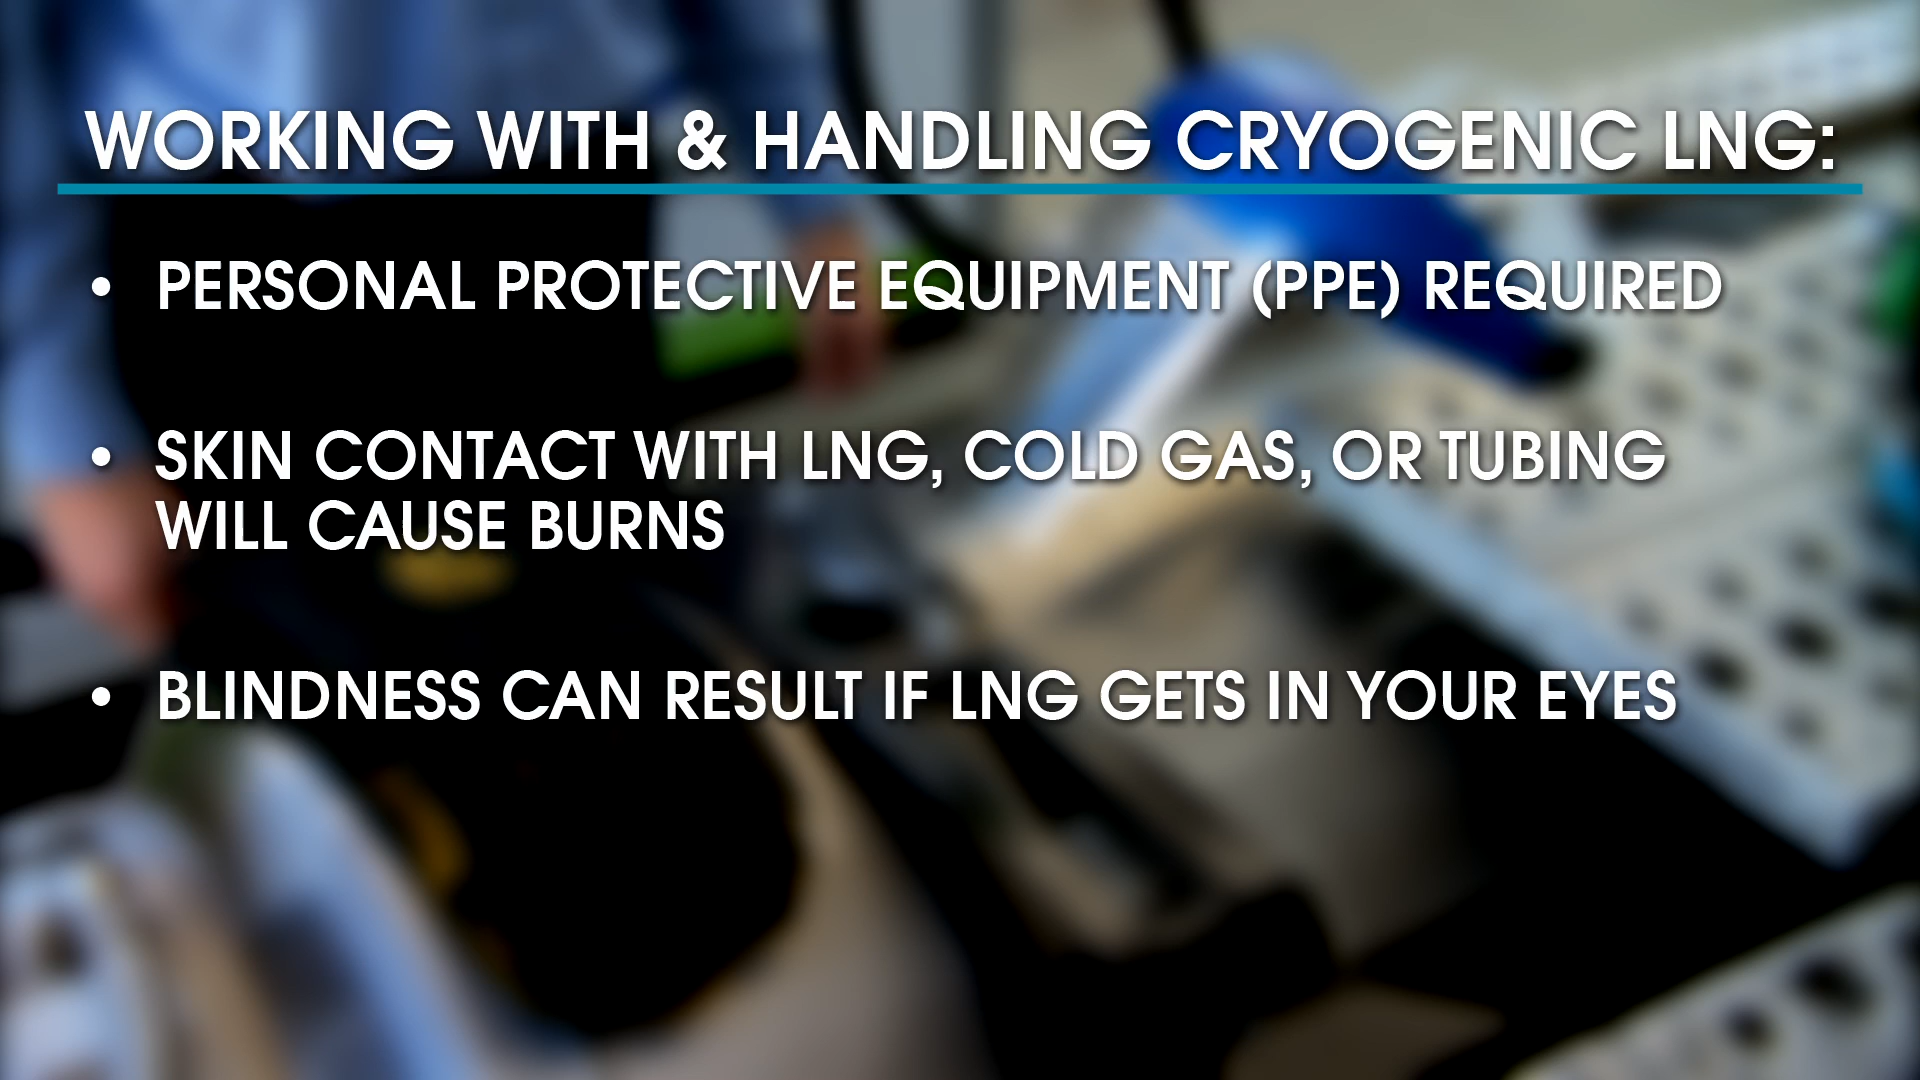 WORKING WITH & HANDLING CRYOGENIC LNG:
• PERSONAL PROTECTIVE EQUIPMENT (PPE) REQUIRED
• SKIN CONTACT WITH LNG, COLD GAS, OR TUBING
WILL CAUSE BURNS
• BLINDNESS CAN RESULT IF LNG GETS IN YOUR EYES